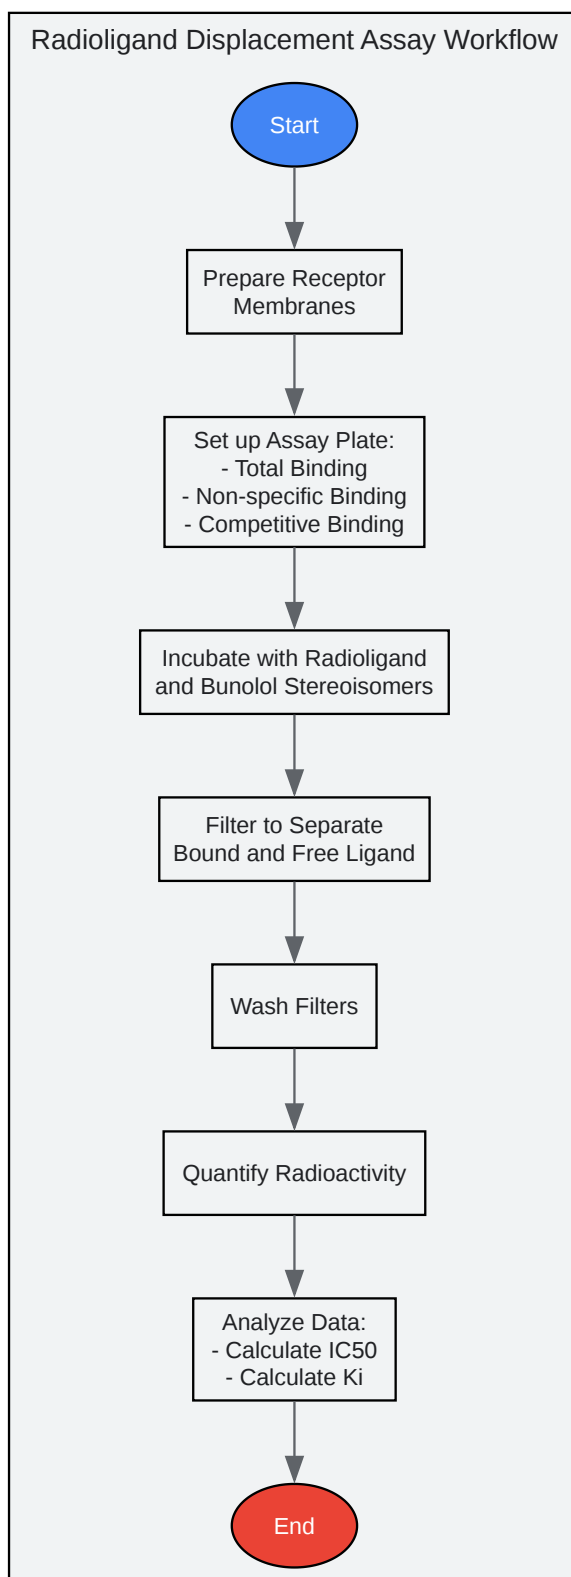 Radioligand Displacement Assay Workflow
Start
Prepare Receptor
Membranes
Set up Assay Plate:
- Total Binding
- Non-specific Binding
- Competitive Binding
Incubate with Radioligand
and Bunolol Stereoisomers
Filter to Separate
Bound and Free Ligand
Wash Filters
Quantify Radioactivity
Analyze Data:
- Calculate IC50
- Calculate Ki
End